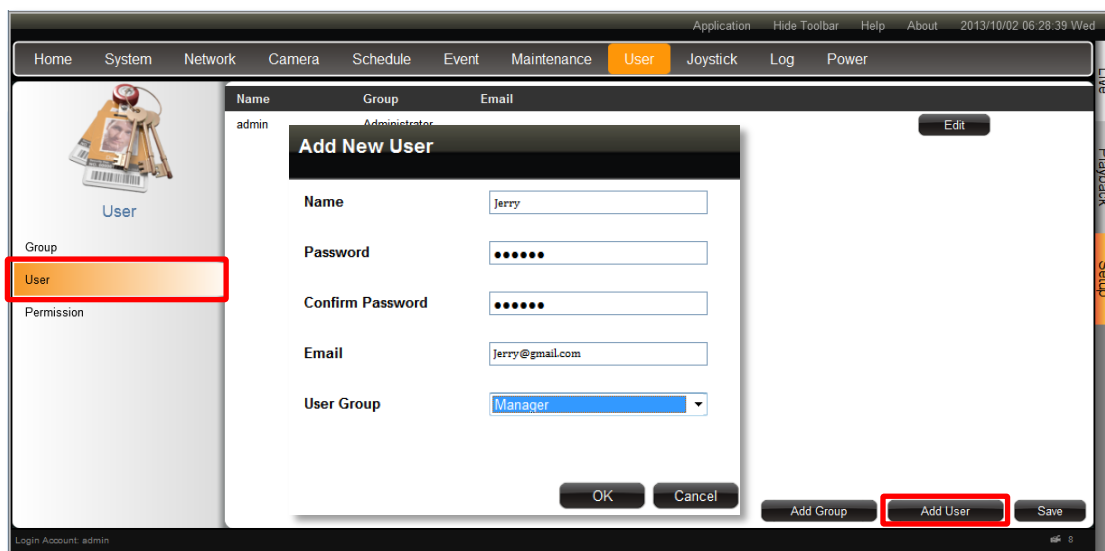 Application Hide Toolbar Help About 2013/10/02 06:28:39 Wed
Home System Network Camera Schedule Event Maintenance User Joystick Log Power
Live
Playback
Setup
User
Group
User
Permission
Name Group Email
admin Administrator Edit
Add New User
Name Jerry
Password ●●●●●●
Confirm Password ●●●●●●
Email Jerry@gmail.com
User Group Manager
OK Cancel
Add Group Add User Save
Login Account: admin 8